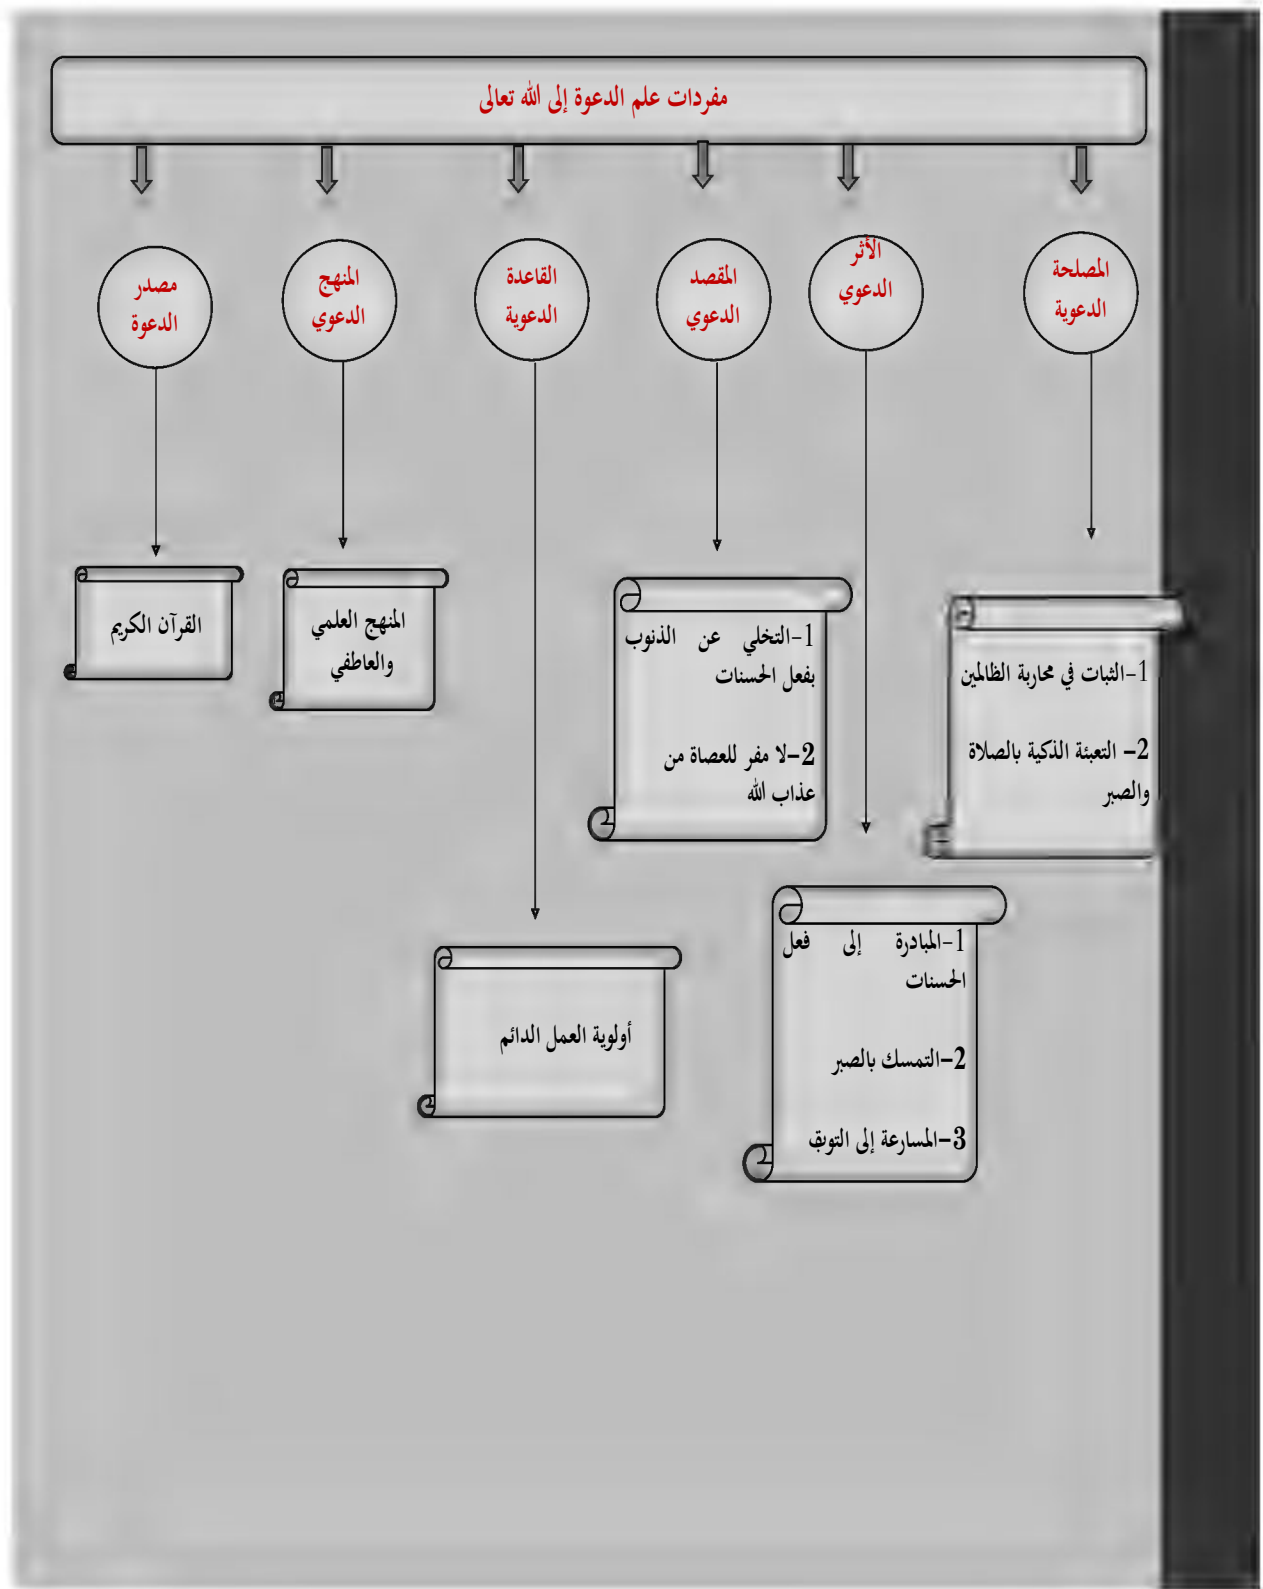 مفردات علم الدعوة إلى الله تعالى
المصلحة
الدعوية
الأثر
الدعوي
المقصد
الدعوي
القاعدة
الدعوية
المنهج
الدعوي
مصدر
الدعوة
1-الثبات في محاربة الظالمين
2- التعبئة الذكية بالصلاة
والصبر
1-المبادرة إلى فعل
الحسنات
2-التمسك بالصبر
3-المسارعة إلى التوبة
1-التخلي عن الذنوب
بفعل الحسنات
2-لا مفر للعصاة من
عذاب الله
أولوية العمل الدائم
المنهج العلمي
والعاطفي
القرآن الكريم